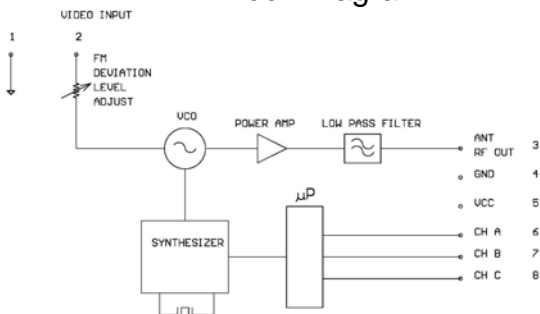 VIDEO INPUT
1 2
FM
DEVIATION
LEVEL
ADJUST
VCO
POWER AMP
LOW PASS FILTER
ANT
RF OUT 3
GND 4
VCC 5
μP
CH A 6
SYNTHESIZER
CH B 7
CH C 8